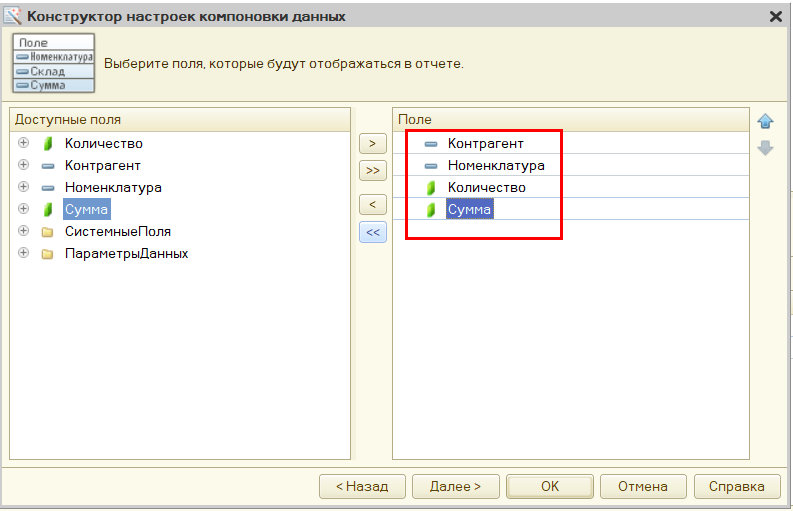 Конструктор настроек компоновки данных
Поле
Номенклатура
Склад
Сумма
Выберите поля, которые будут отображаться в отчете.
Доступные поля
Количество
Контрагент
Номенклатура
Сумма
СистемныеПоля
ПараметрыДанных
>
>>
<
<<
Поле
Контрагент
Номенклатура
Количество
Сумма
< Назад
Далее >
ОК
Отмена
Справка